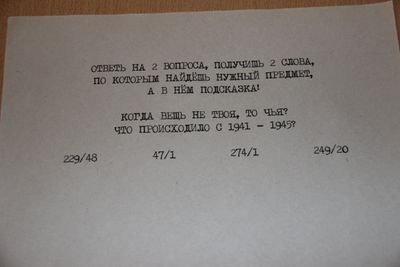 ОТВЕТЬ НА 2 ВОПРОСА, ПОЛУЧИШЬ 2 СЛОВА,
ПО КОТОРЫМ НАЙДЁШЬ НУЖНЫЙ ПРЕДМЕТ,
А В НЁМ ПОДСКАЗКА!
КОГДА ВЕЩЬ НЕ ТВОЯ, ТО ЧЬЯ?
ЧТО ПРОИСХОДИЛО С 1941 - 1945?
229/48 47/1 274/1 249/20